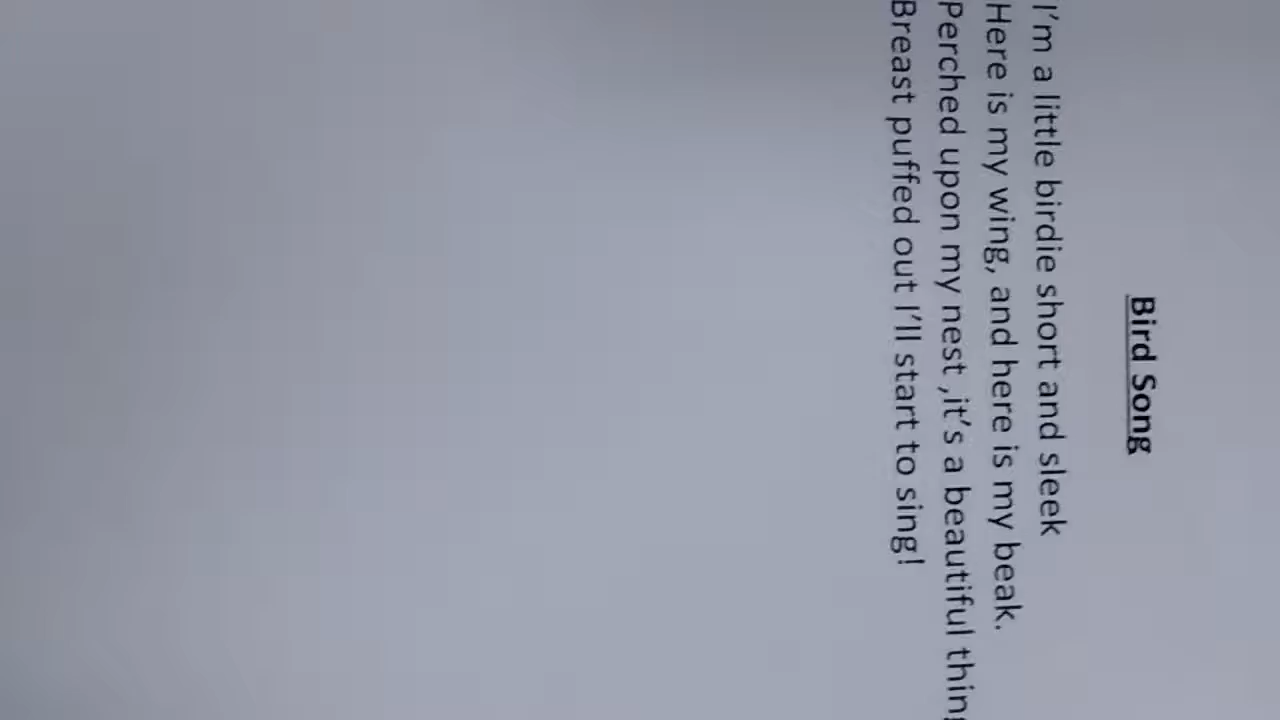 Bird Song
I'm a little birdie short and sleek
Here is my wing, and here is my beak.
Perched upon my nest ,it's a beautiful thing
Breast puffed out I'll start to sing!